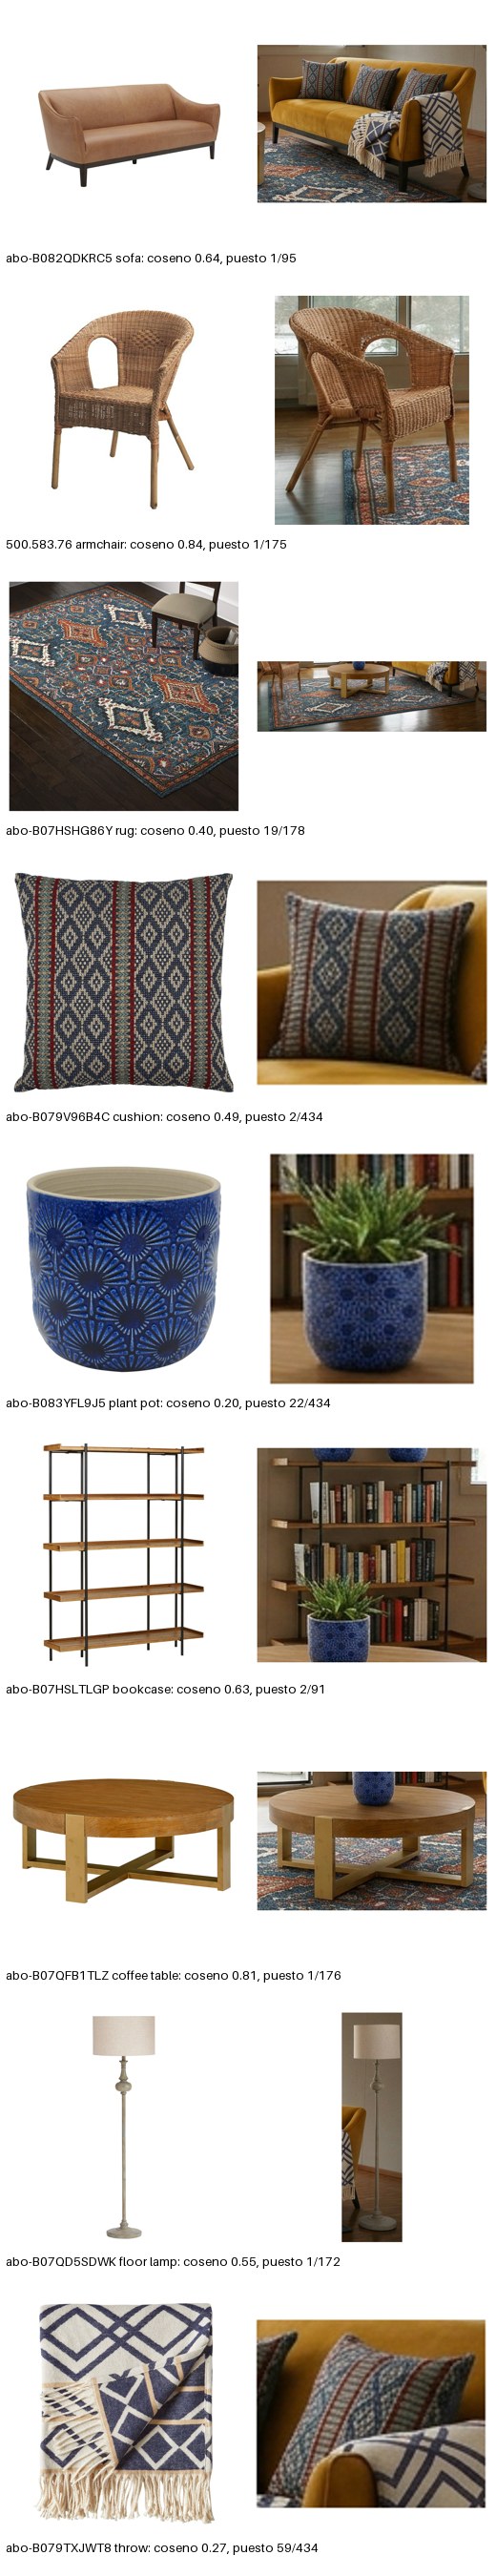 abo-B082QDKRC5 sofa: coseno 0.64, puesto 1/95
500.583.76 armchair: coseno 0.84, puesto 1/175
abo-B07HSHG86Y rug: coseno 0.40, puesto 19/178
abo-B079V96B4C cushion: coseno 0.49, puesto 2/434
abo-B083YFL9J5 plant pot: coseno 0.20, puesto 22/434
abo-B07HSLTLGP bookcase: coseno 0.63, puesto 2/91
abo-B07QFB1TLZ coffee table: coseno 0.81, puesto 1/176
abo-B07QD5SDWK floor lamp: coseno 0.55, puesto 1/172
abo-B079TXJWT8 throw: coseno 0.27, puesto 59/434